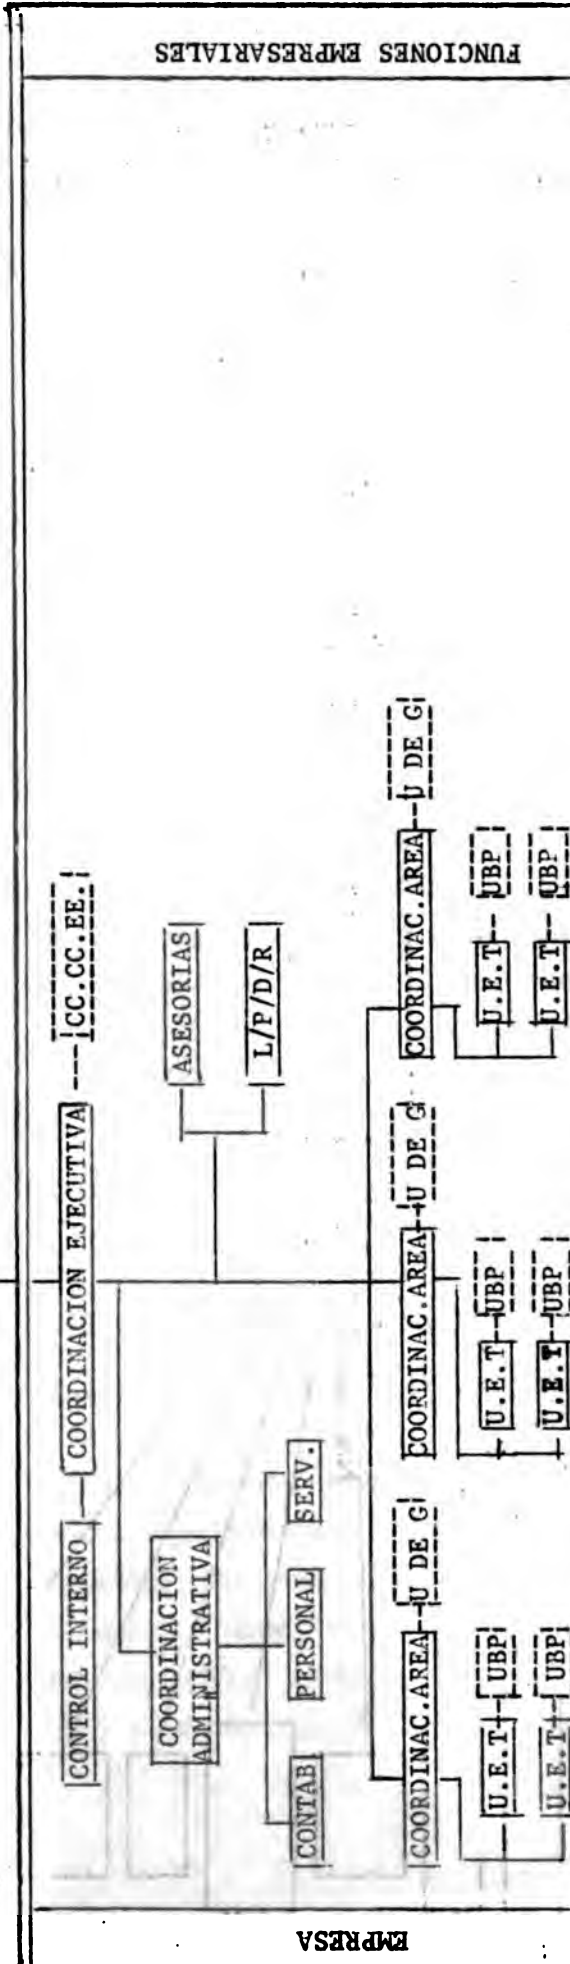 FUNCIONES EMPRESARIALES
EMPRESA
CONTROL INTERNO
COORDINACION EJECUTIVA
CC.CC.EE.
COORDINACION
ADMINISTRATIVA
ASESORIAS
L/P/D/R
CONTAB
PERSONAL
SERV.
COORDINAC.AREA
U DE G
COORDINAC.AREA
U DE G
COORDINAC.AREA
U DE G
U.E.T
UBP
U.E.T
UBP
U.E.T
UBP
U.E.T
UBP
U.E.T
UBP
U.E.T
UBP